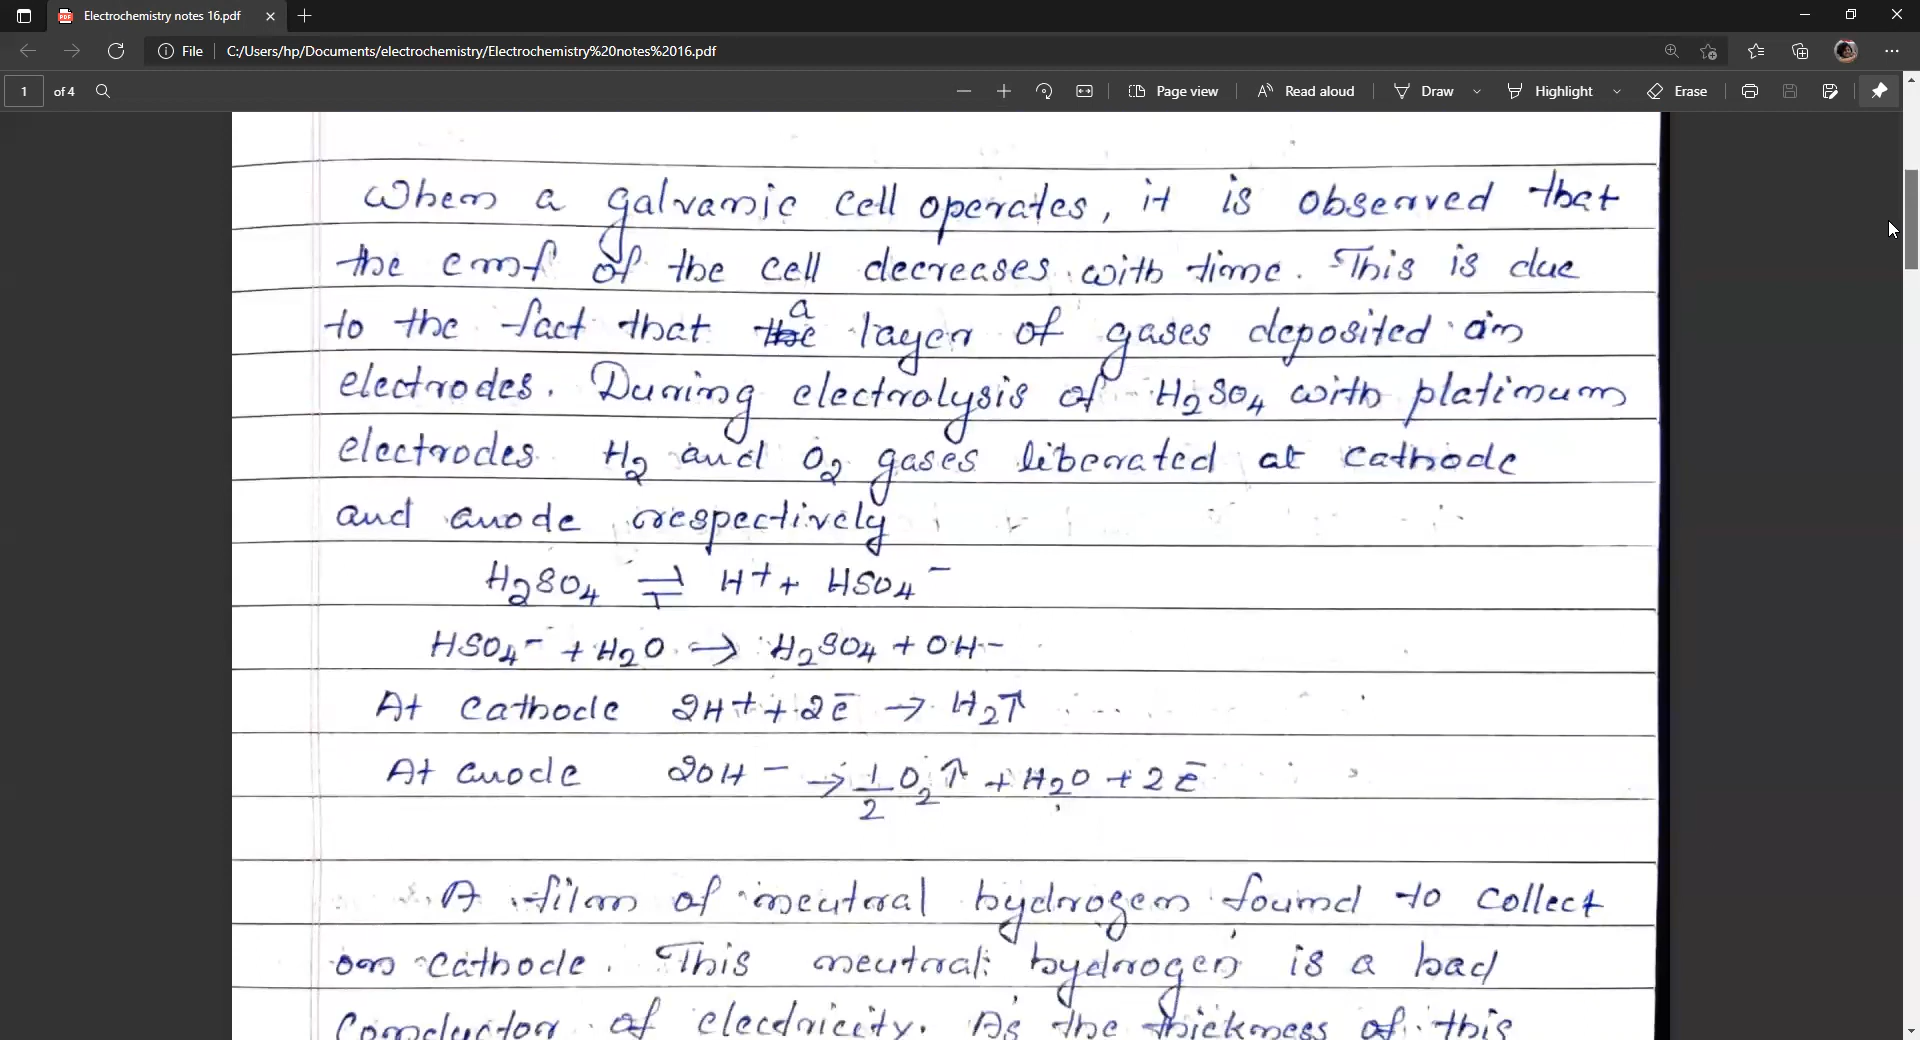 Electrochemistry notes 16.pdf
File C:/Users/hp/Documents/electrochemistry/Electrochemistry%20notes%2016.pdf
1 of 4 Page view Read aloud Draw Highlight Erase
When a galvanic cell operates, it is observed that
the emf of the cell decreases with time. This is due
to the fact that a layer of gases deposited on
electrodes. During electrolysis of H₂SO₄ with platinum
electrodes H₂ and O₂ gases liberated at cathode
and anode respectively
H₂SO₄ ⇌ H⁺ + HSO₄⁻
HSO₄⁻ + H₂O → H₂SO₄ + OH⁻
At cathode 2H⁺ + 2e̅ → H₂↑
At anode 2OH⁻ → 1/2 O₂↑ + H₂O + 2e̅
A film of neutral hydrogen found to collect
on cathode. This neutral hydrogen is a bad
conductor of electricity. As the thickness of this